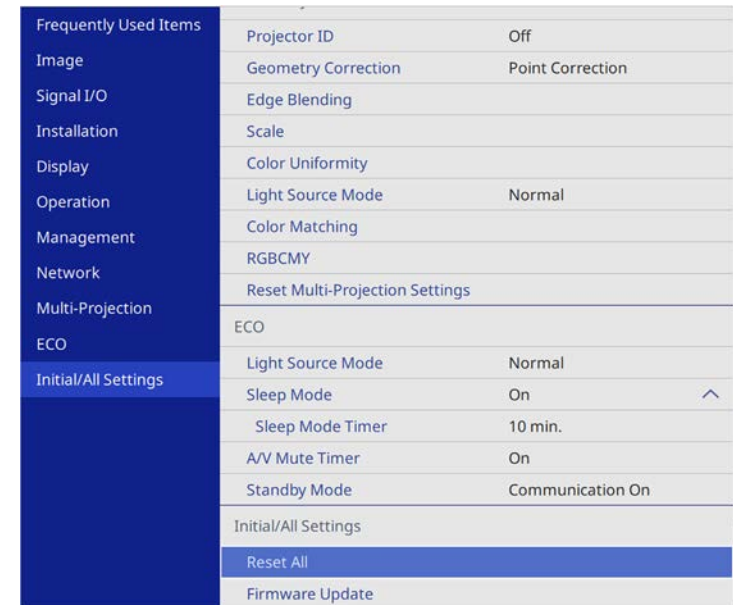 Frequently Used Items
Image
Signal I/O
Installation
Display
Operation
Management
Network
Multi-Projection
ECO
Initial/All Settings
Projector ID Off
Geometry Correction Point Correction
Edge Blending
Scale
Color Uniformity
Light Source Mode Normal
Color Matching
RGBCMY
Reset Multi-Projection Settings
ECO
Light Source Mode Normal
Sleep Mode On
Sleep Mode Timer 10 min.
A/V Mute Timer On
Standby Mode Communication On
Initial/All Settings
Reset All
Firmware Update